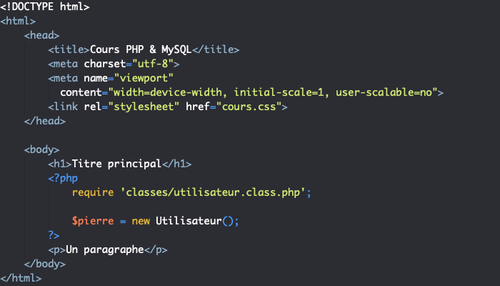 <!DOCTYPE html>
<html>
    <head>
        <title>Cours PHP & MySQL</title>
        <meta charset="utf-8">
        <meta name="viewport"
          content="width=device-width, initial-scale=1, user-scalable=no">
        <link rel="stylesheet" href="cours.css">
    </head>

    <body>
        <h1>Titre principal</h1>
        <?php
            require 'classes/utilisateur.class.php';

            $pierre = new Utilisateur();
        ?>
        <p>Un paragraphe</p>
    </body>
</html>